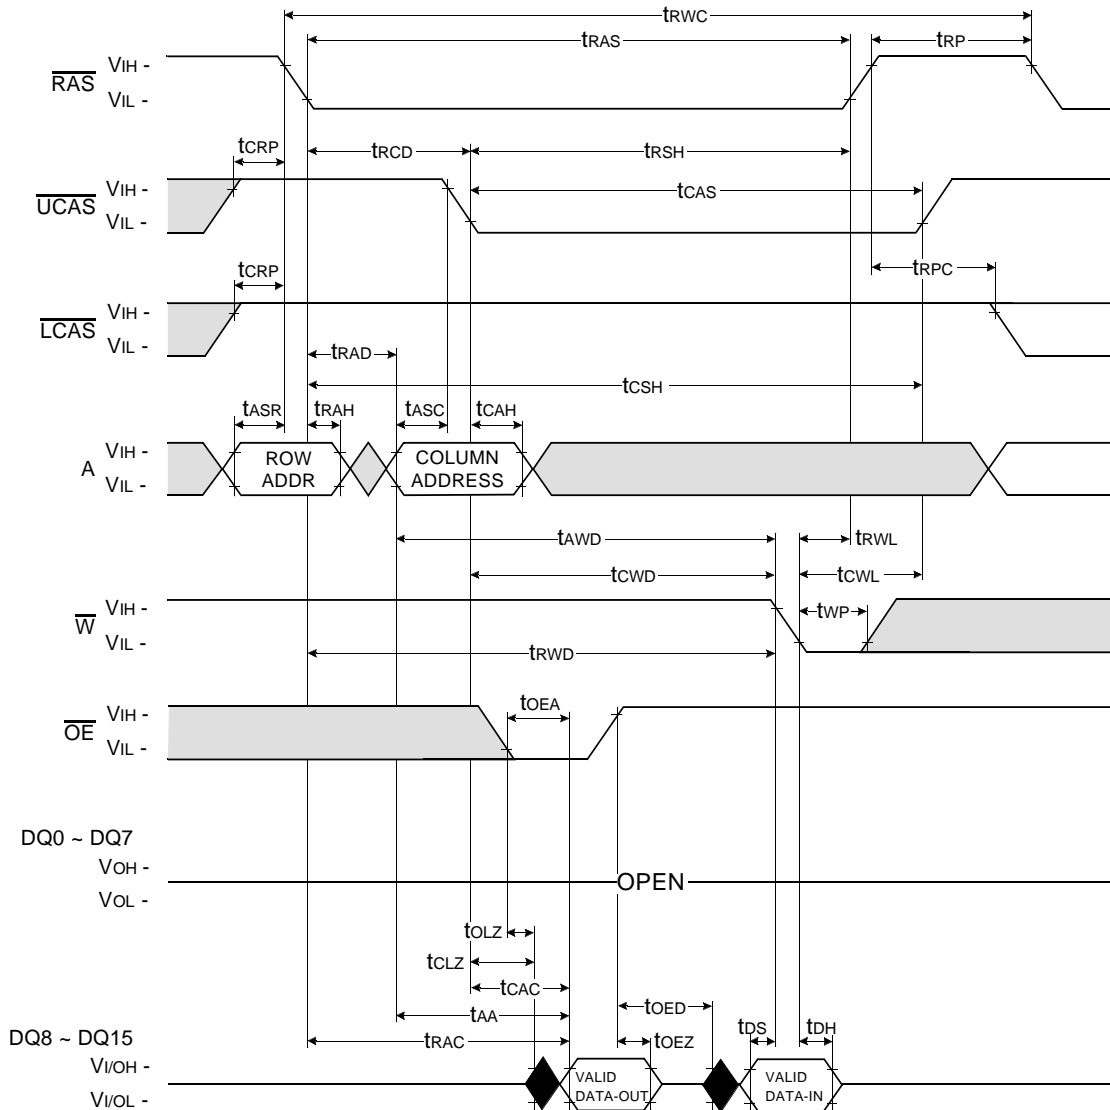 tRWC
tRAS
tRP
RAS
VIH -
VIL -
tCRP
tRCD
tRSH
UCAS
VIH -
VIL -
tCAS
tCRP
tRPC
LCAS
VIH -
VIL -
tRAD
tCSH
tASR
tRAH
tASC
tCAH
A
VIH -
VIL -
ROW
ADDR
COLUMN
ADDRESS
tAWD
tRWL
tCWD
tCWL
W
VIH -
VIL -
tWP
tRWD
tOEA
OE
VIH -
VIL -
DQ0 ~ DQ7
VOH -
VOL -
OPEN
tOLZ
tCLZ
tCAC
tOED
tAA
DQ8 ~ DQ15
tRAC
tOEZ
tDS
tDH
VI/OH -
VI/OL -
VALID
DATA-OUT
VALID
DATA-IN